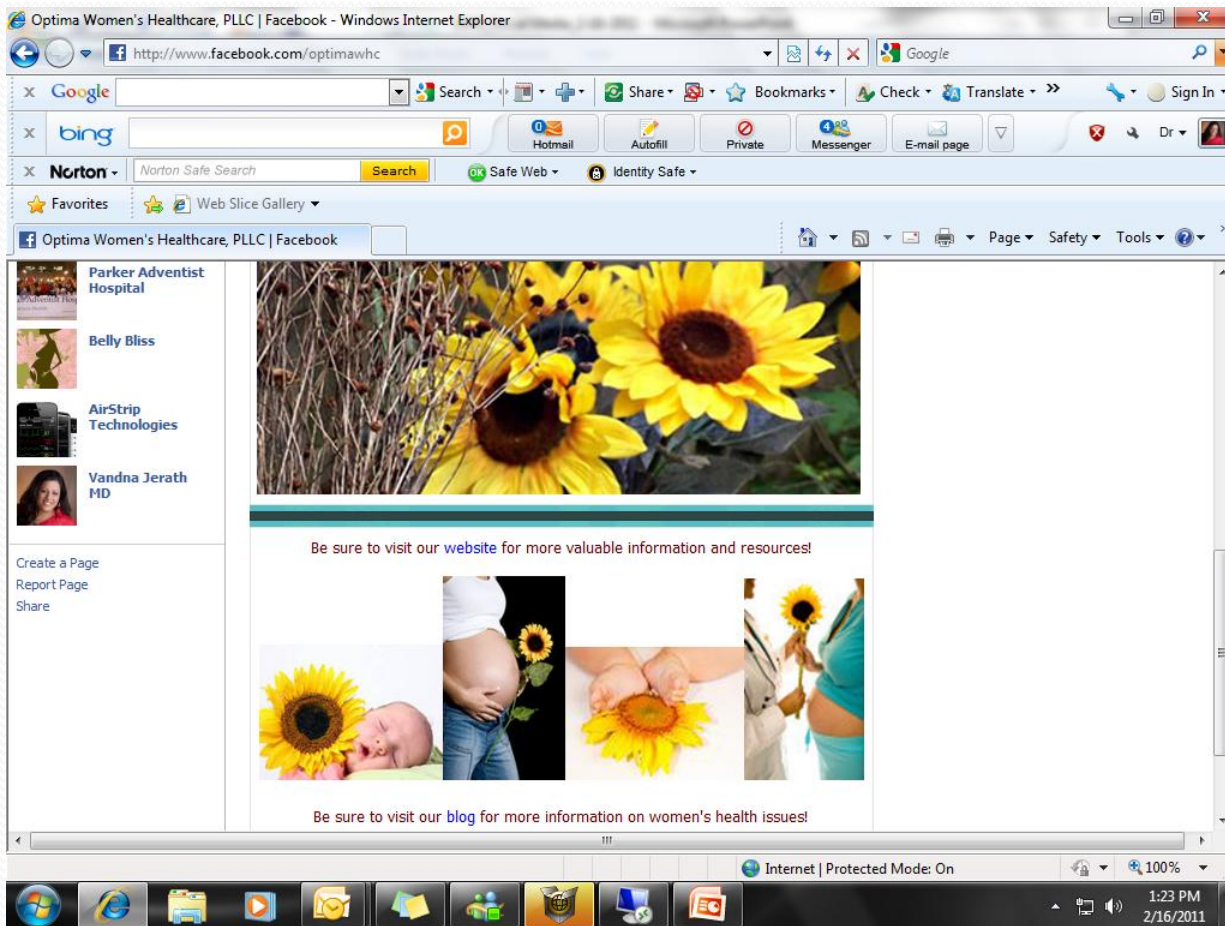 Optima Women's Healthcare, PLLC | Facebook - Windows Internet Explorer
http://www.facebook.com/optimawhc
Google
x Google
Search
Share
Bookmarks
Check
Translate
Sign In
x bing
0
Hotmail
Autofill
Private
4
Messenger
E-mail page
Dr
x Norton
Norton Safe Search
Search
OK Safe Web
Identity Safe
Favorites
Web Slice Gallery
Optima Women's Healthcare, PLLC | Facebook
Page
Safety
Tools
Parker Adventist
Hospital
Belly Bliss
AirStrip
Technologies
Vandna Jerath
MD
Create a Page
Report Page
Share
Be sure to visit our website for more valuable information and resources!
Be sure to visit our blog for more information on women's health issues!
Internet | Protected Mode: On
100%
1:23 PM
2/16/2011